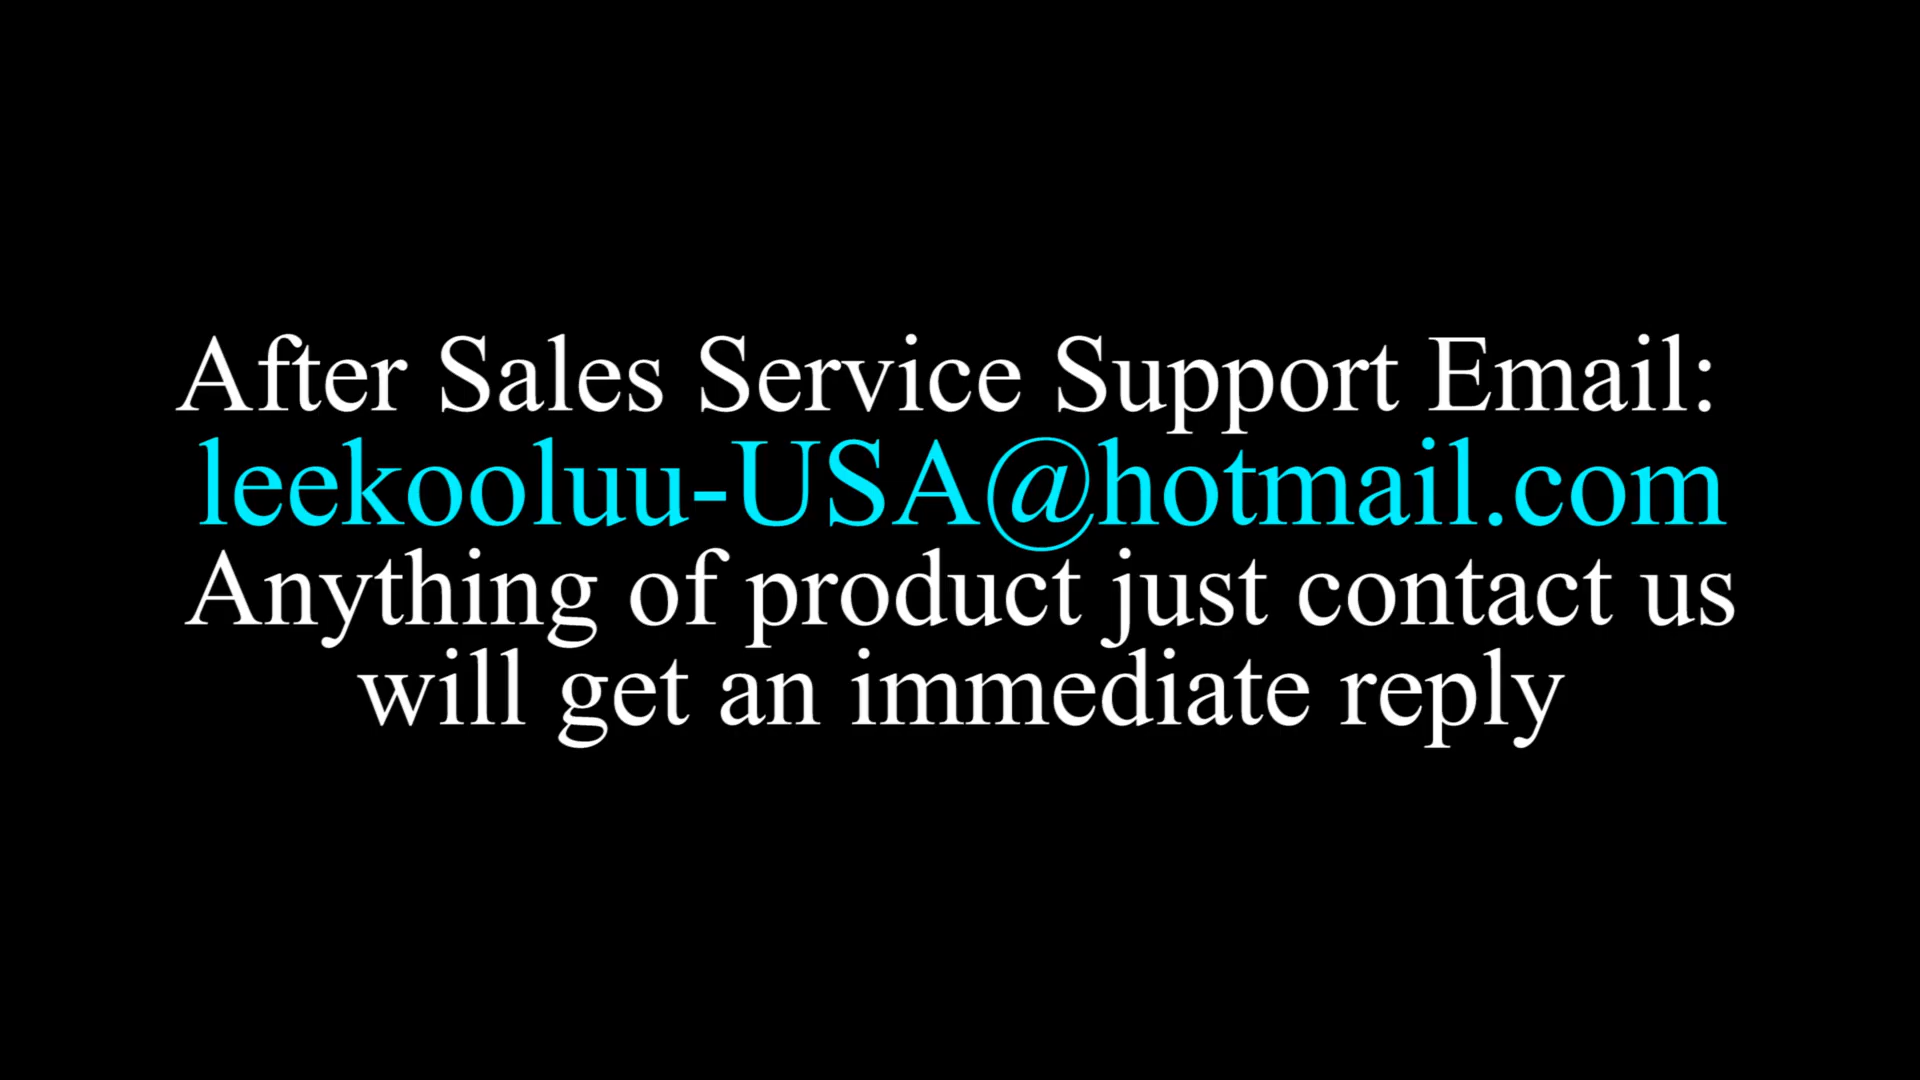 After Sales Service Support Email:
leekooluu-USA@hotmail.com
Anything of product just contact us
will get an immediate reply